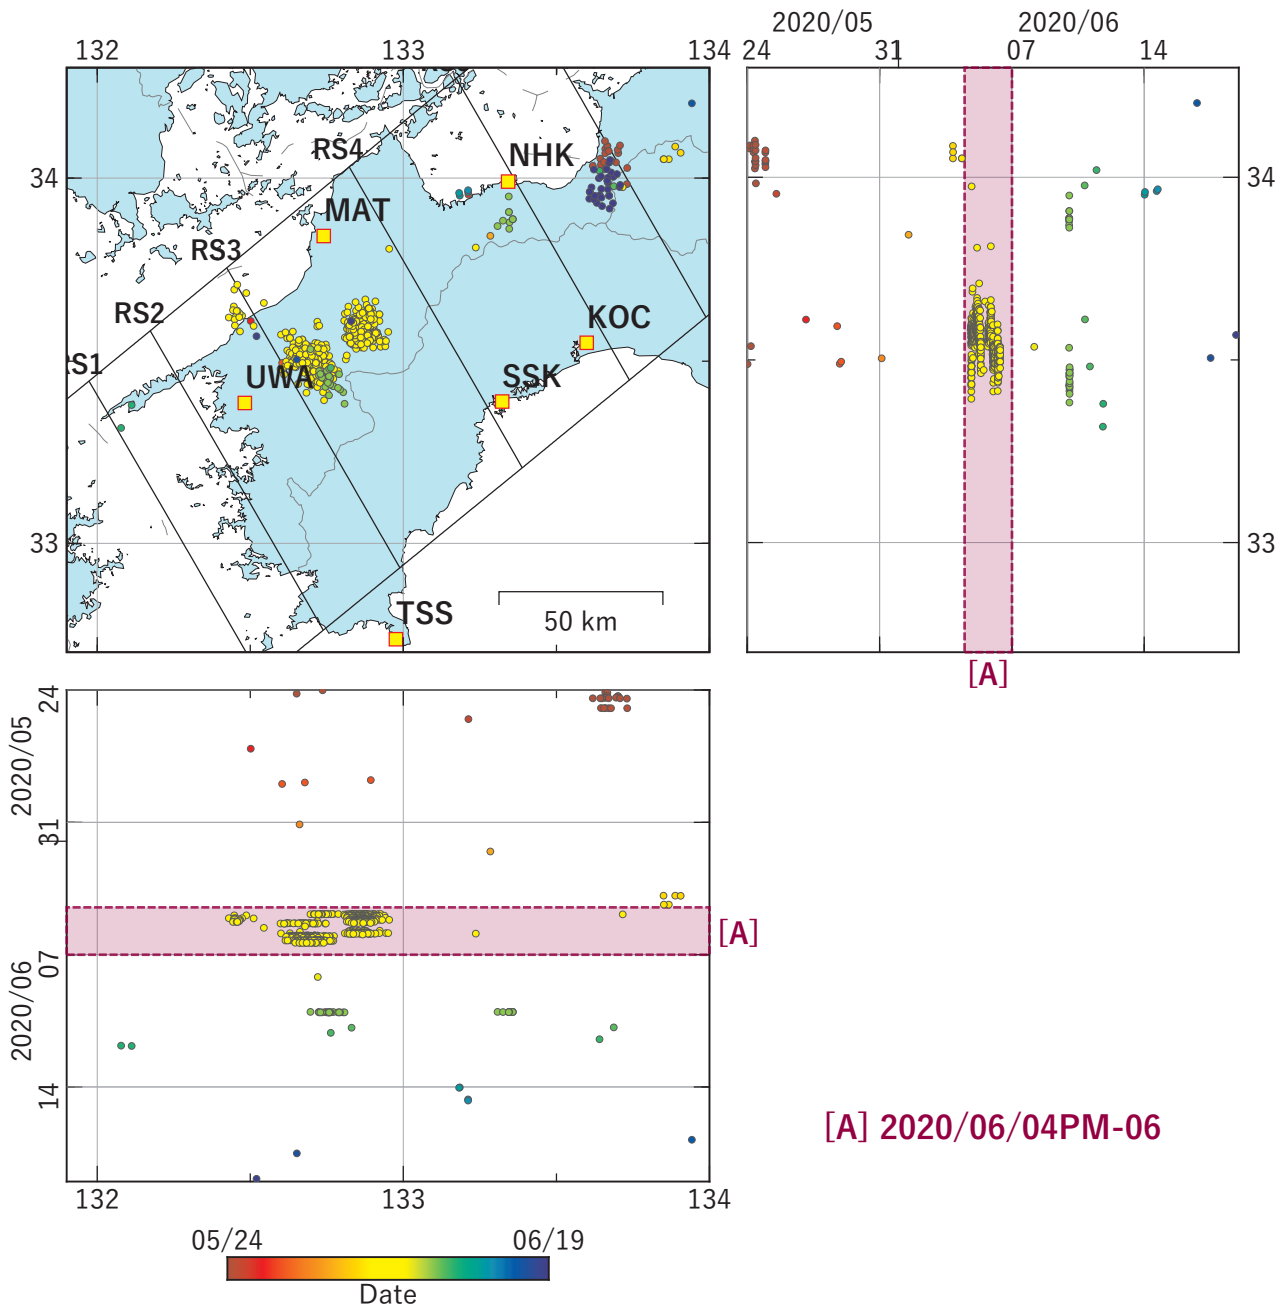 2020/05 2020/06
132 133 134 24 31 07 14
RS4 NHK
34 34
MAT
RS3
RS2
KOC
RS1
UWA SSK
33 33
50 km
TSS
[A]
24
2020/05
31
[A]
07
2020/06
14
[A] 2020/06/04PM-06
132 133 134
05/24 06/19
Date